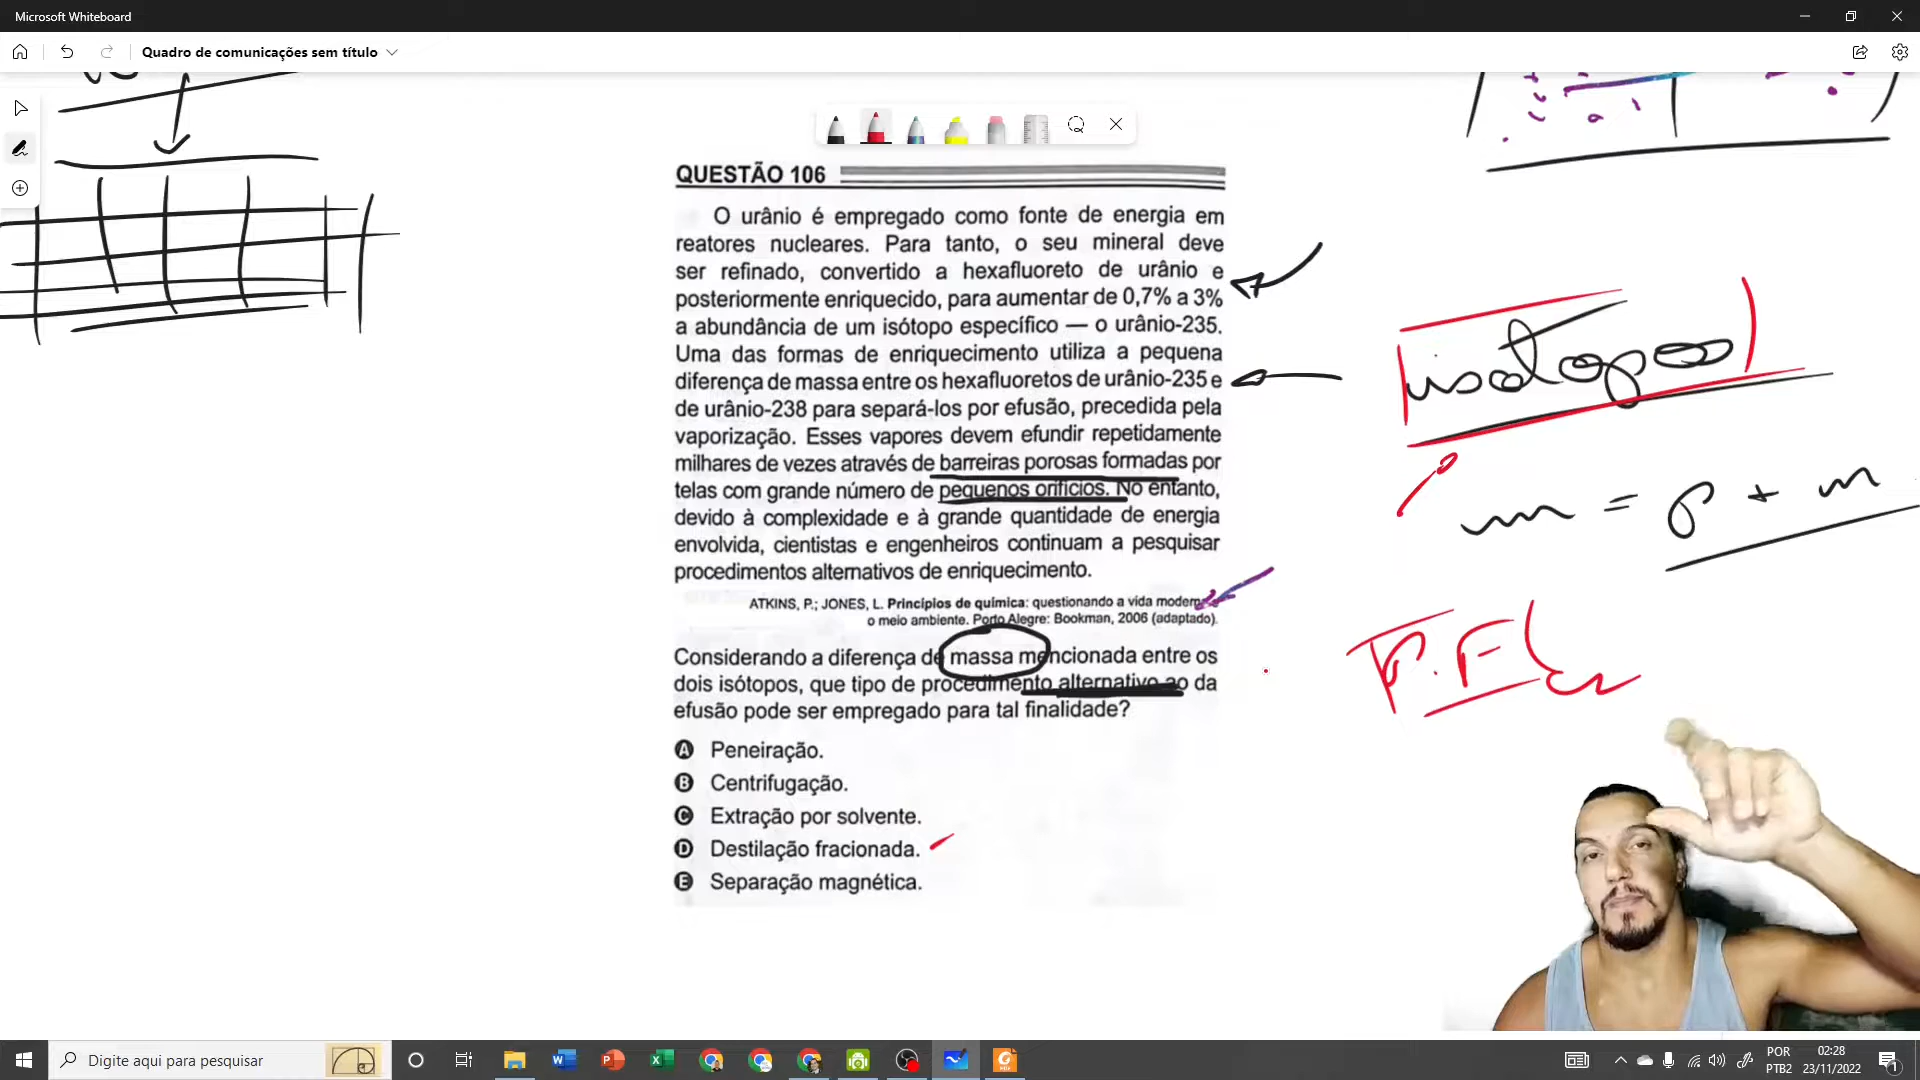 Microsoft Whiteboard
Quadro de comunicações sem título
QUESTÃO 106
O urânio é empregado como fonte de energia em
reatores nucleares. Para tanto, o seu mineral deve
ser refinado, convertido a hexafluoreto de urânio e
posteriormente enriquecido, para aumentar de 0,7% a 3%
a abundância de um isótopo específico — o urânio-235.
Uma das formas de enriquecimento utiliza a pequena
diferença de massa entre os hexafluoretos de urânio-235 e
de urânio-238 para separá-los por efusão, precedida pela
vaporização. Esses vapores devem efundir repetidamente
milhares de vezes através de barreiras porosas formadas por
telas com grande número de pequenos orifícios. No entanto,
devido à complexidade e à grande quantidade de energia
envolvida, cientistas e engenheiros continuam a pesquisar
procedimentos alternativos de enriquecimento.
ATKINS, P.; JONES, L. Princípios de química: questionando a vida moderna
o meio ambiente. Porto Alegre: Bookman, 2006 (adaptado).
Considerando a diferença de massa mencionada entre os
dois isótopos, que tipo de procedimento alternativo ao da
efusão pode ser empregado para tal finalidade?
A Peneiração.
B Centrifugação.
C Extração por solvente.
D Destilação fracionada.
E Separação magnética.
isotopos
m = p + n
P.F
Digite aqui para pesquisar
POR
PTB2
02:28
23/11/2022